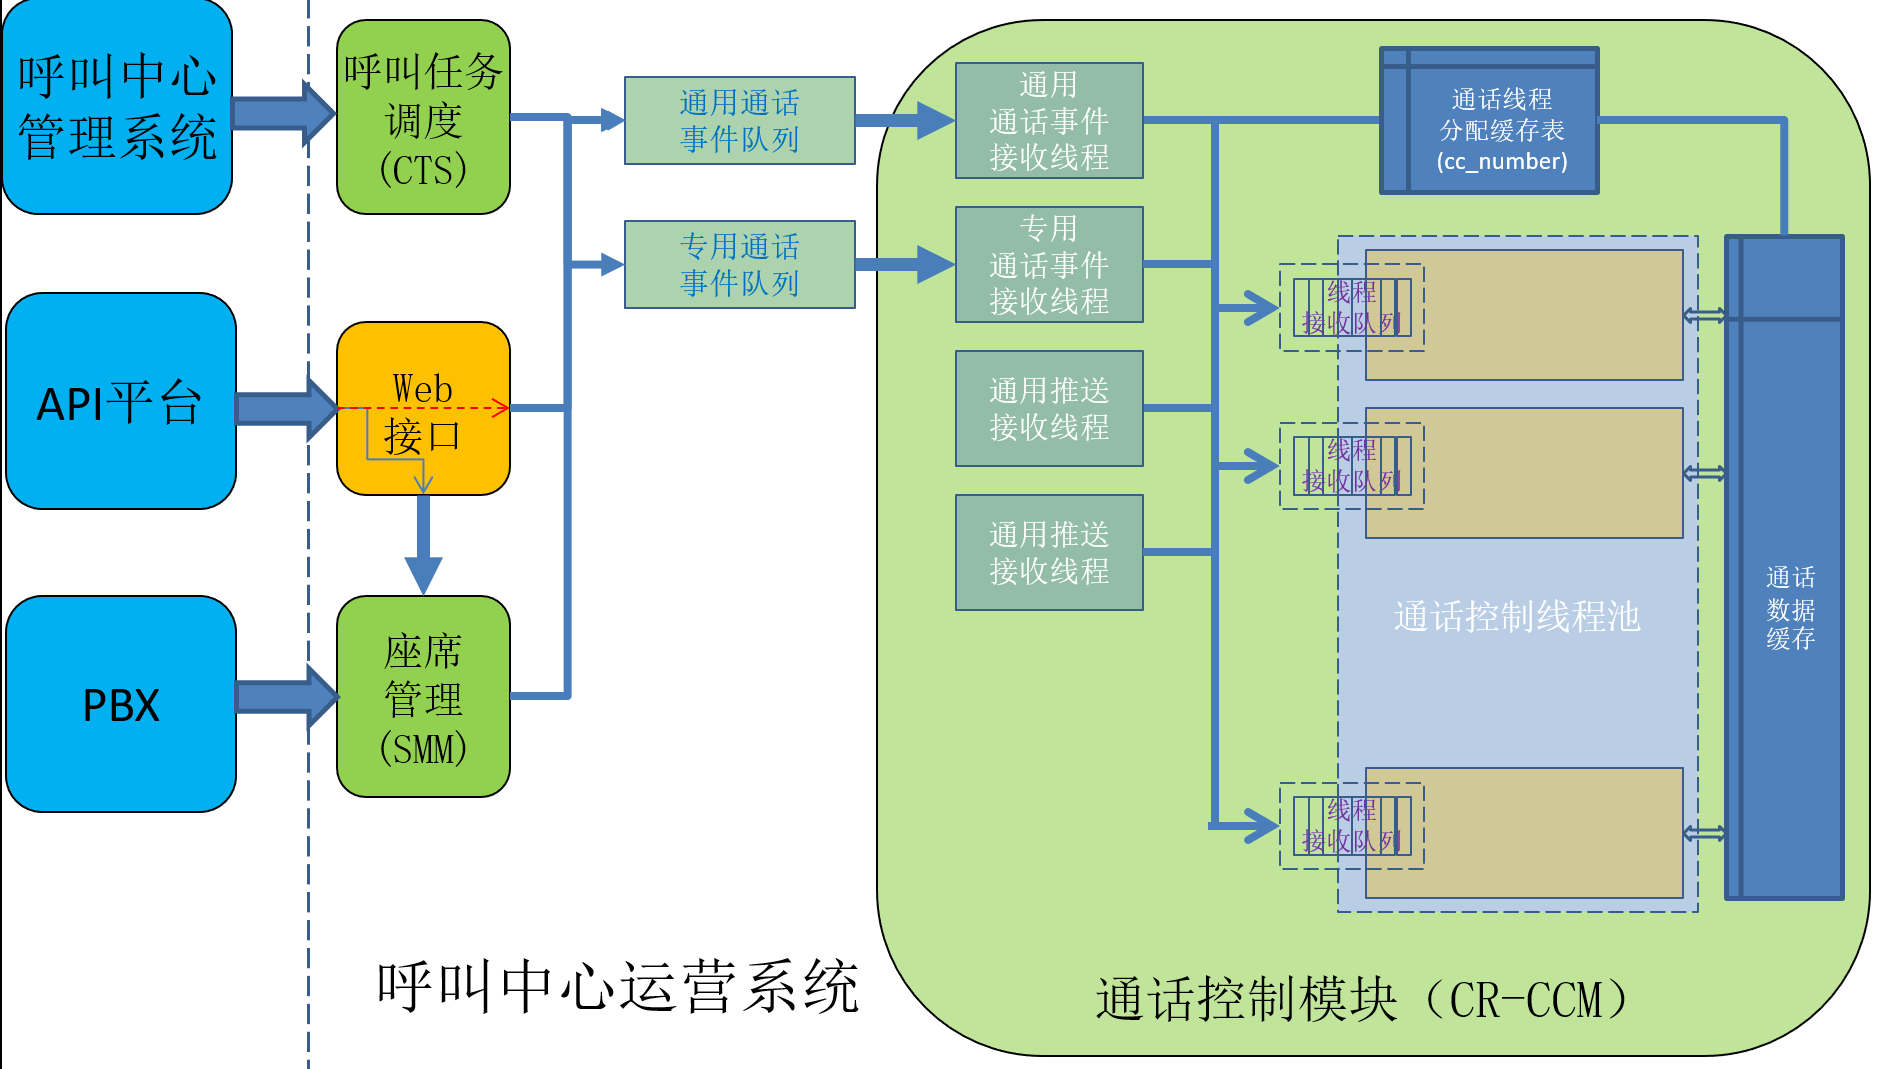 呼叫中心
管理系统
呼叫任务
调度
(CTS)
通用通话
事件队列
通用
通话事件
接收线程
通话线程
分配缓存表
(cc_number)
专用通话
事件队列
专用
通话事件
接收线程
线程
接收队列
API平台
Web
接口
通用推送
接收线程
线程
接收队列
通用推送
接收线程
通话控制线程池
通话
数据
缓存
PBX
座席
管理
(SMM)
线程
接收队列
呼叫中心运营系统
通话控制模块（CR-CCM）